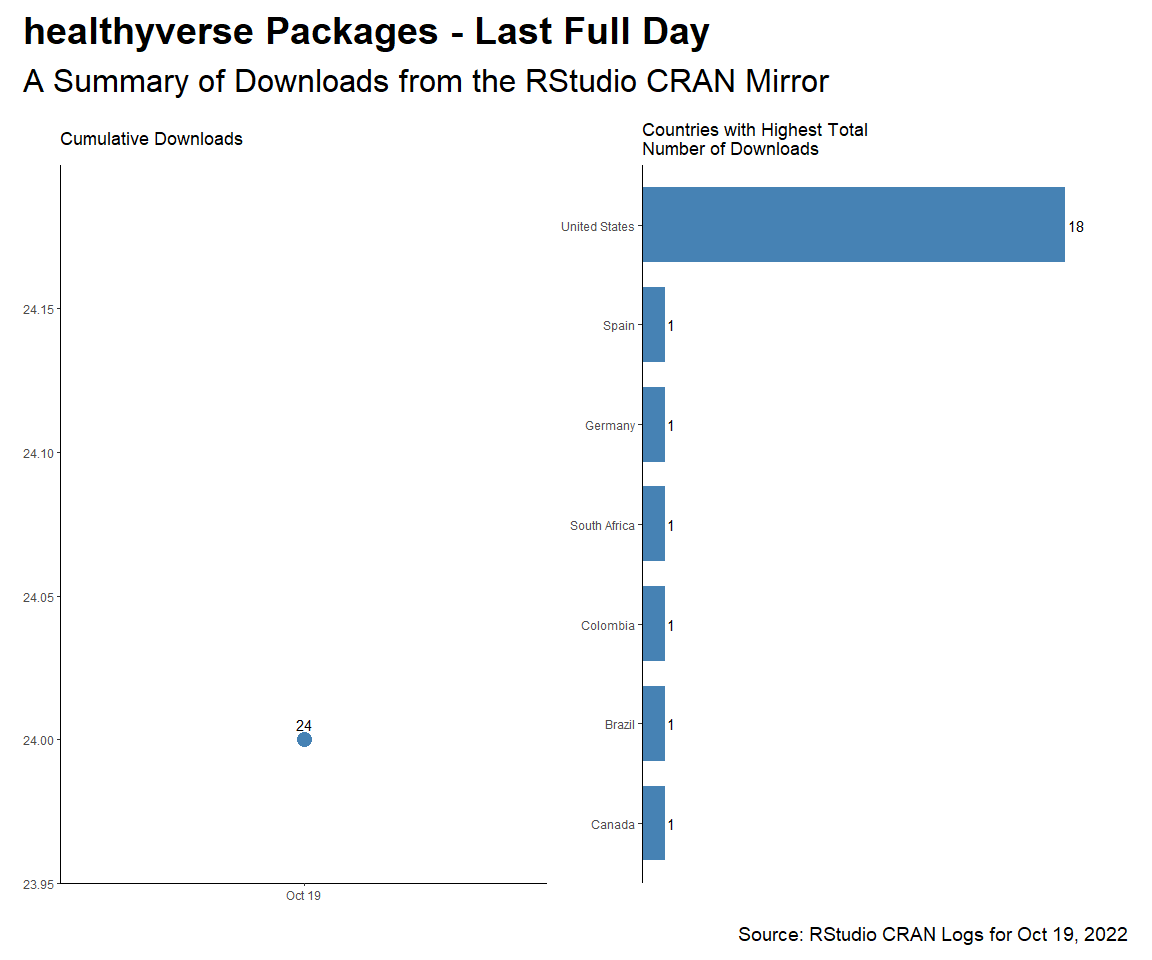 healthyverse Packages - Last Full Day
A Summary of Downloads from the RStudio CRAN Mirror
Cumulative Downloads
24.15
24.10
24.05
24.00
23.95
24
Oct 19
Countries with Highest Total
Number of Downloads
United States 18
Spain 1
Germany 1
South Africa 1
Colombia 1
Brazil 1
Canada 1
Source: RStudio CRAN Logs for Oct 19, 2022